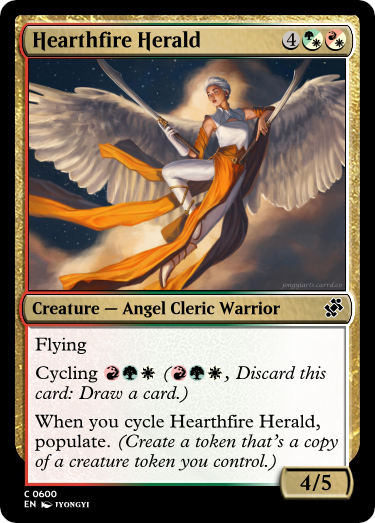 Hearthfire Herald 4
Creature — Angel Cleric Warrior
Flying
Cycling (, Discard this
card: Draw a card.)
When you cycle Hearthfire Herald,
populate. (Create a token that's a copy
of a creature token you control.)
4/5
C 0600
EN JYONGYI